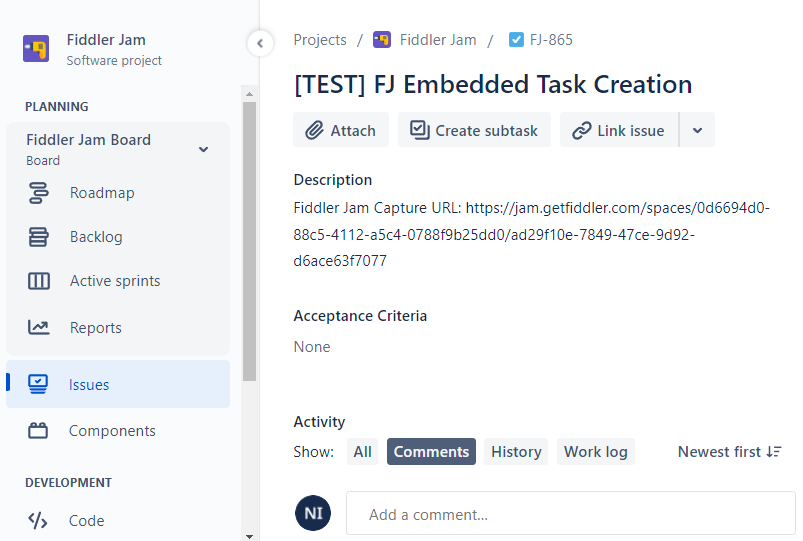 Fiddler Jam
Software project
PLANNING
Fiddler Jam Board
Board
Roadmap
Backlog
Active sprints
Reports
Issues
Components
DEVELOPMENT
Code
Projects / Fiddler Jam / FJ-865
[TEST] FJ Embedded Task Creation
Attach Create subtask Link issue
Description
Fiddler Jam Capture URL: https://jam.getfiddler.com/spaces/0d6694d0-
88c5-4112-a5c4-0788f9b25dd0/ad29f10e-7849-47ce-9d92-
d6ace63f7077
Acceptance Criteria
None
Activity
Show: All Comments History Work log Newest first
NI Add a comment...